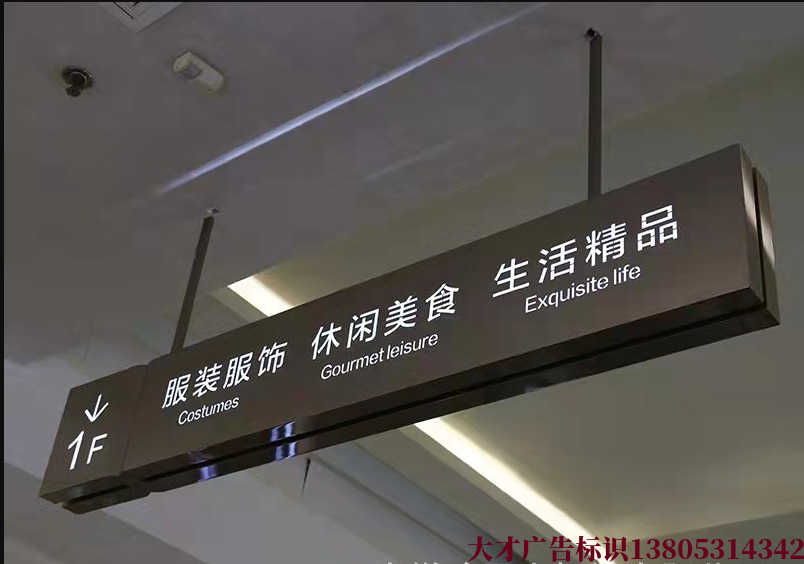 ↓
1F
服装服饰
Costumes
休闲美食
Gourmet leisure
生活精品
Exquisite life
大才广告标识13805314342